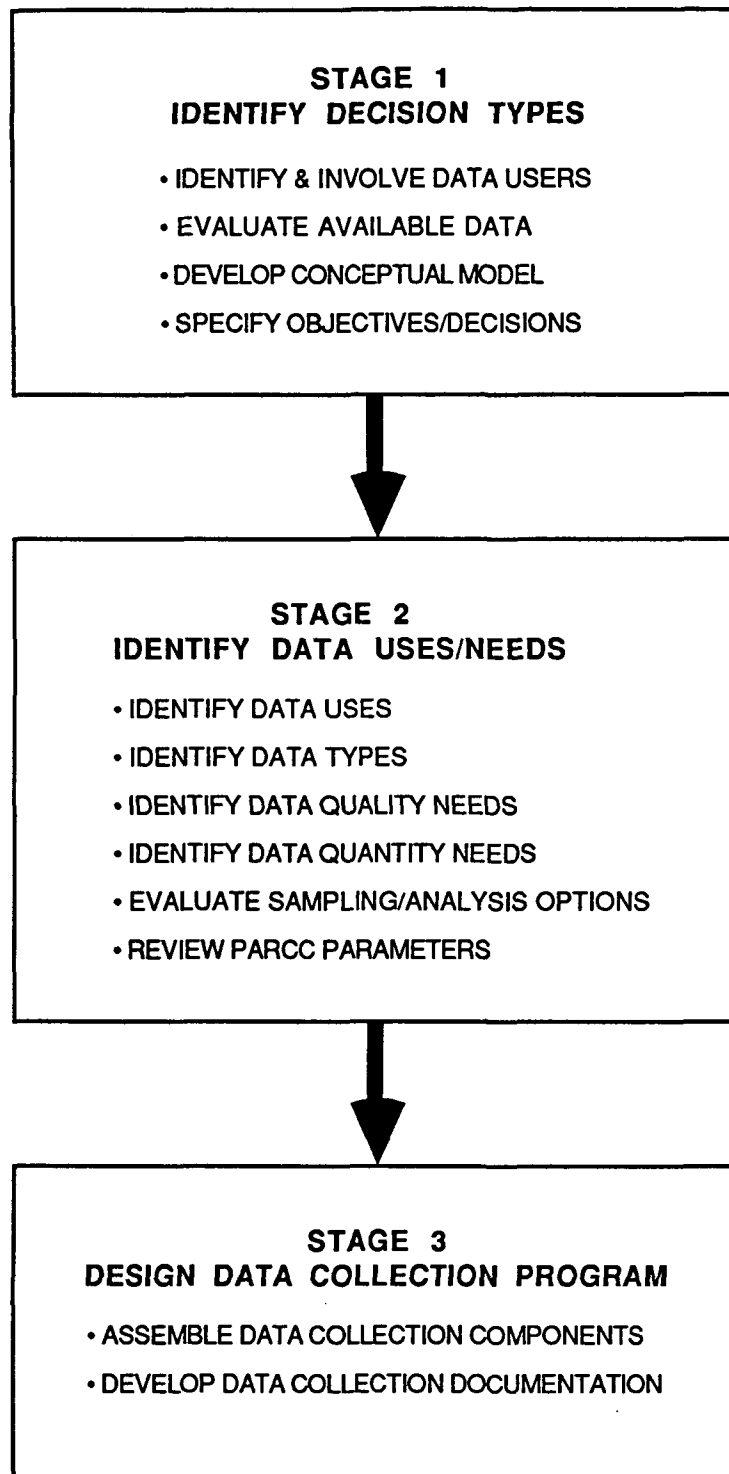 STAGE 1
IDENTIFY DECISION TYPES
• IDENTIFY & INVOLVE DATA USERS
• EVALUATE AVAILABLE DATA
• DEVELOP CONCEPTUAL MODEL
• SPECIFY OBJECTIVES/DECISIONS
STAGE 2
IDENTIFY DATA USES/NEEDS
• IDENTIFY DATA USES
• IDENTIFY DATA TYPES
• IDENTIFY DATA QUALITY NEEDS
• IDENTIFY DATA QUANTITY NEEDS
• EVALUATE SAMPLING/ANALYSIS OPTIONS
• REVIEW PARCC PARAMETERS
STAGE 3
DESIGN DATA COLLECTION PROGRAM
• ASSEMBLE DATA COLLECTION COMPONENTS
• DEVELOP DATA COLLECTION DOCUMENTATION